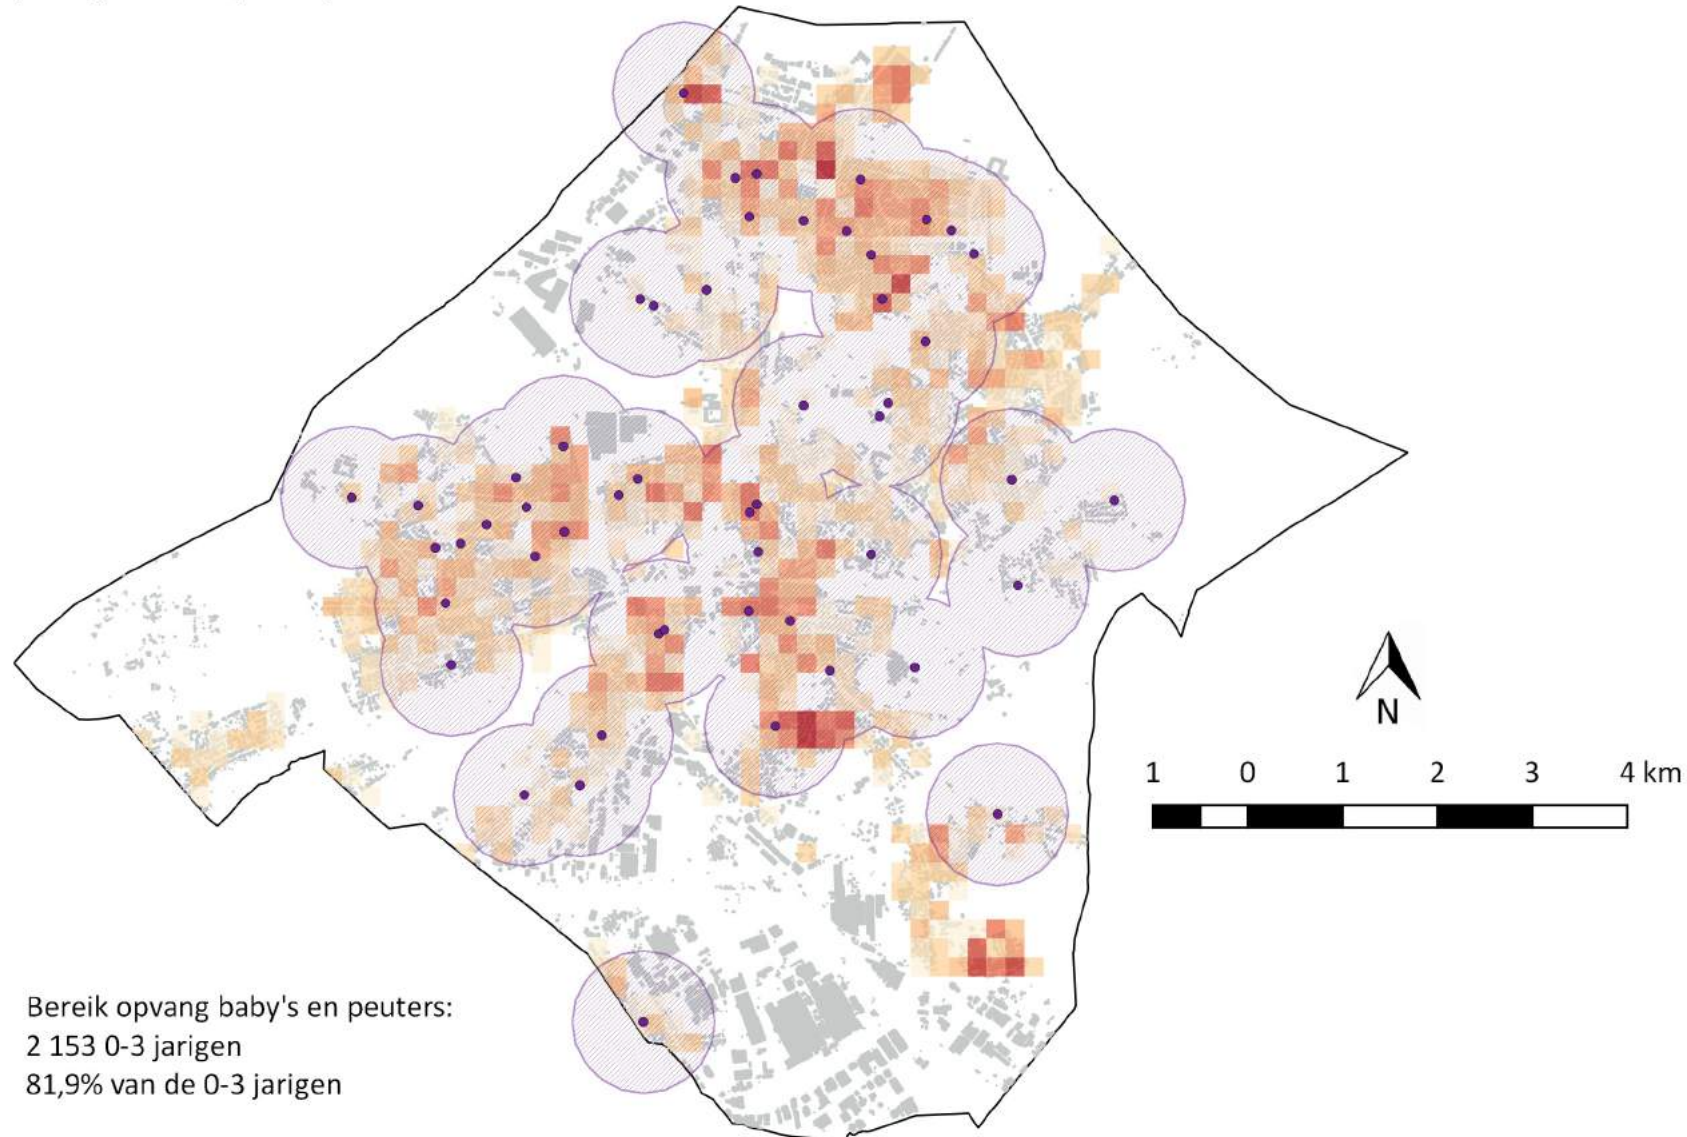 N
1 0 1 2 3 4 km
Bereik opvang baby's en peuters:
2 153 0-3 jarigen
81,9% van de 0-3 jarigen